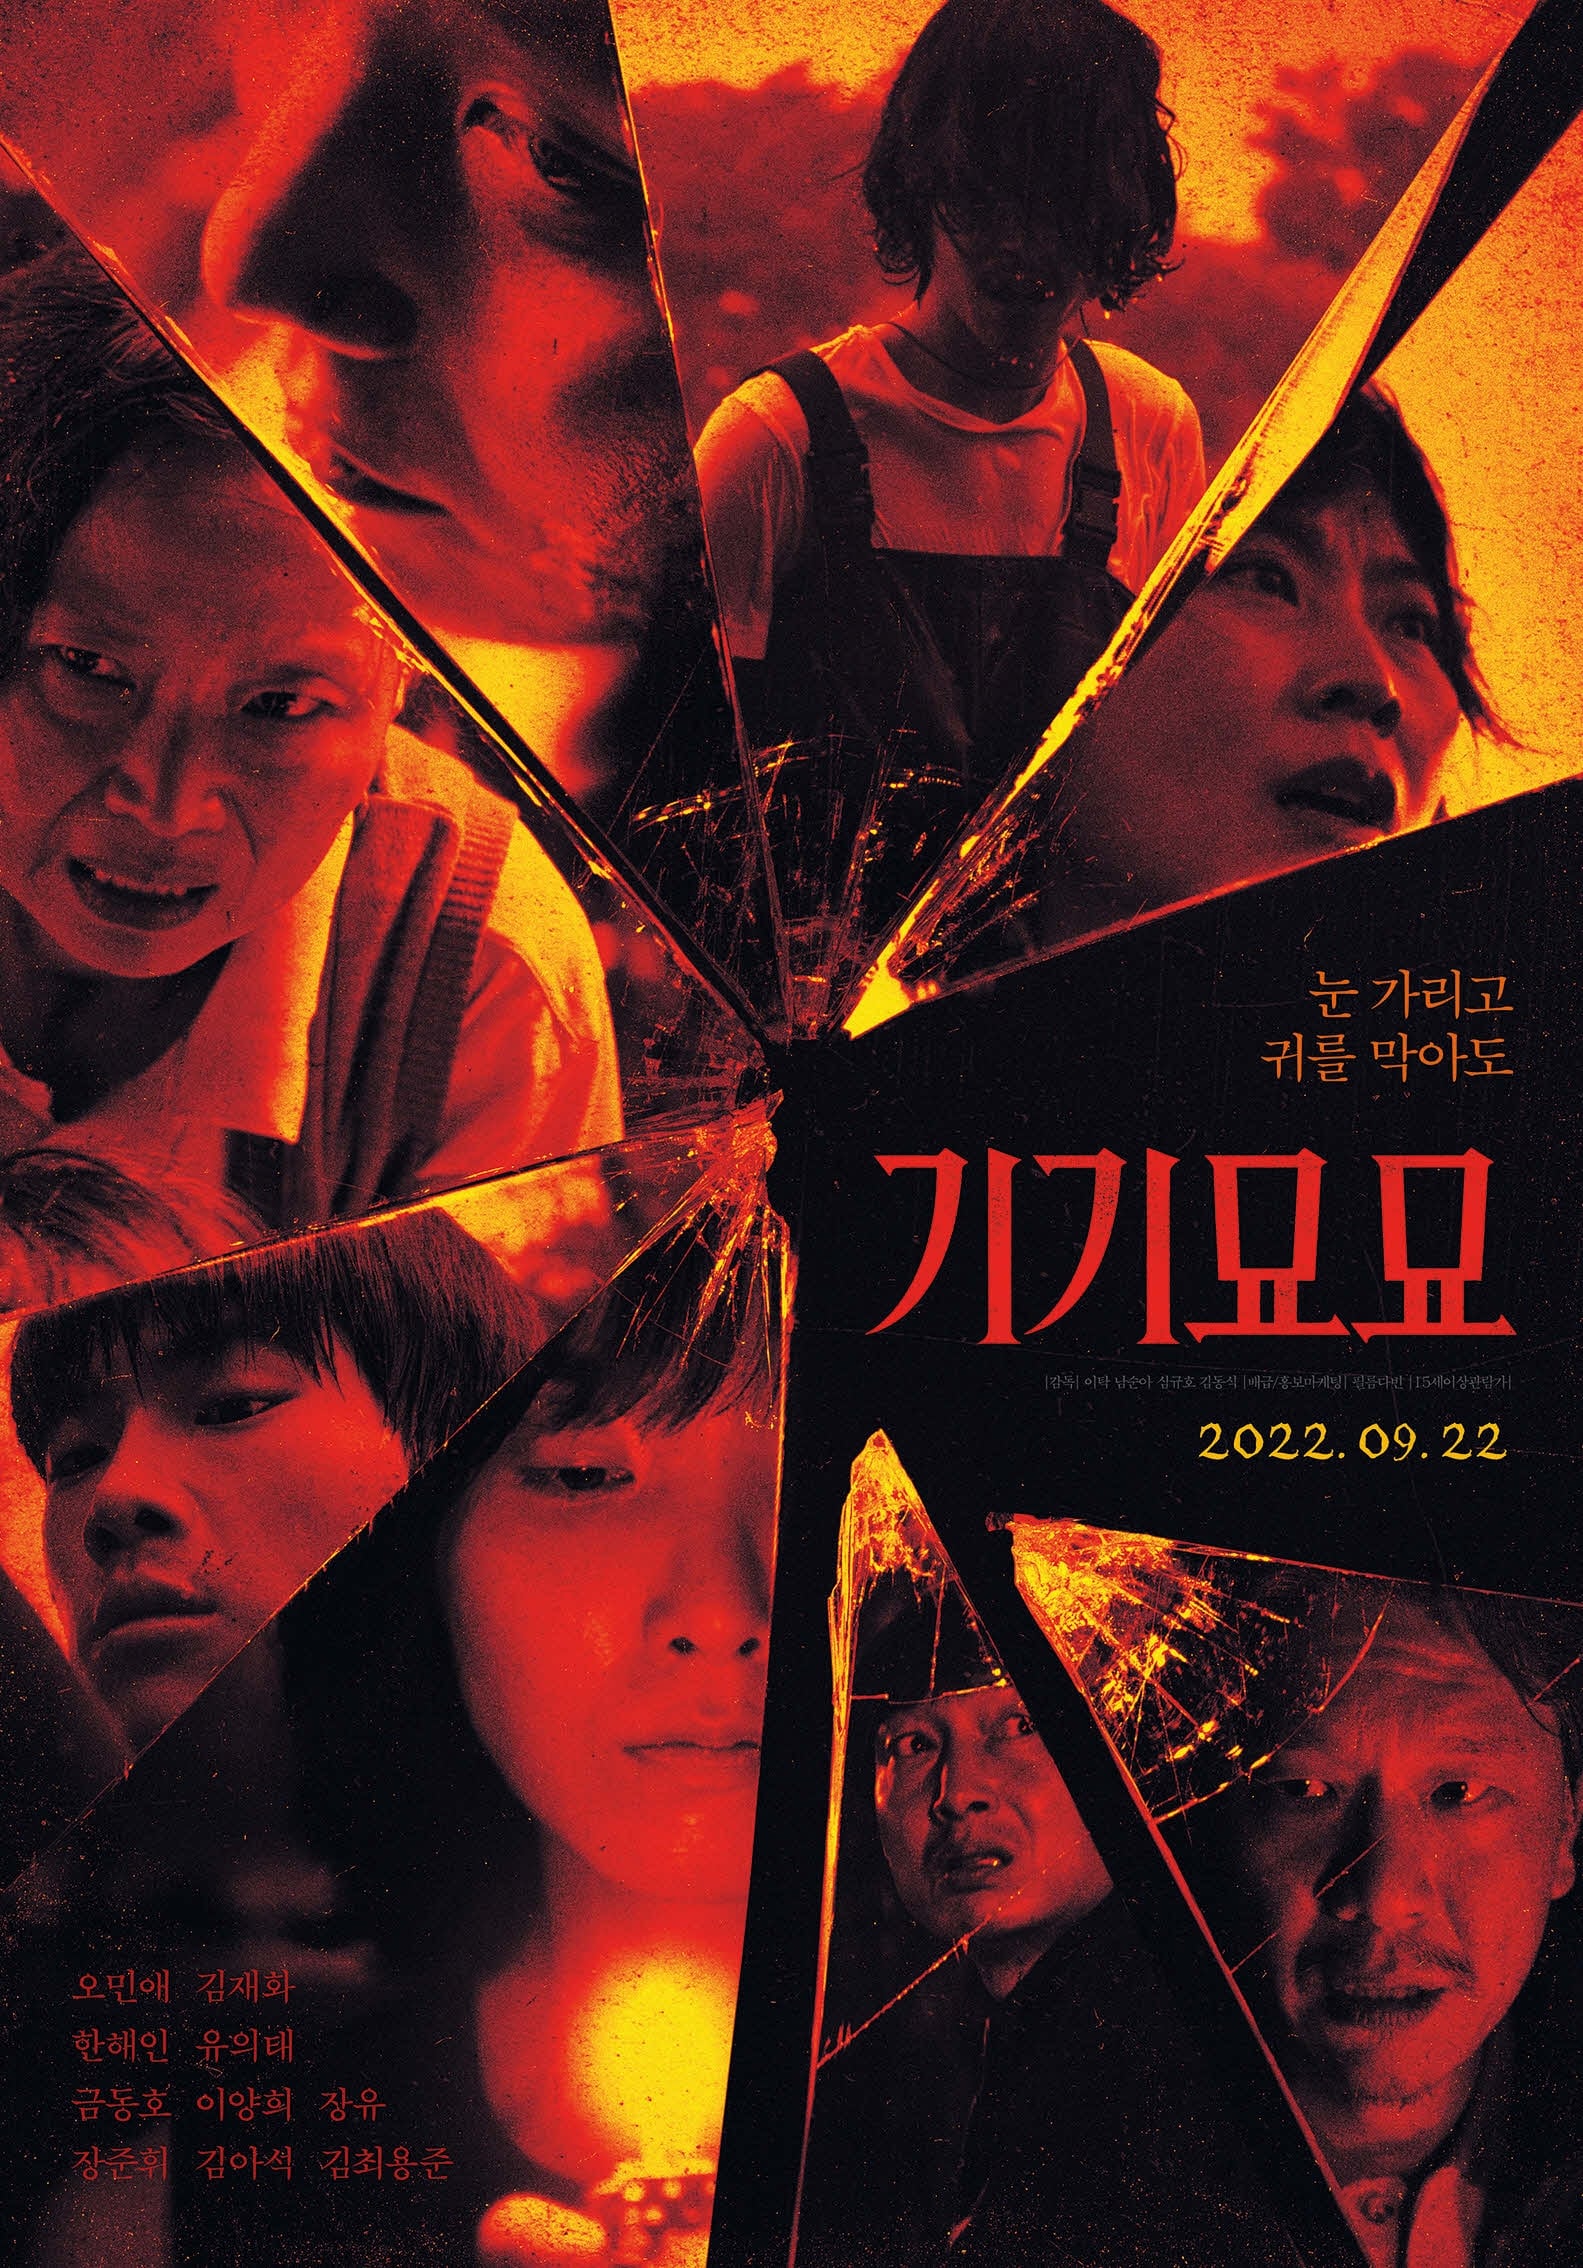 눈 가리고
귀를 막아도
기기묘묘
|감독| 이탁 남순아 심규호 김동식 |배급/홍보마케팅| 필름다빈 |15세이상관람가|
2022. 09. 22
오민애 김재화
한해인 유의태
금동호 이양희 장유
장준휘 김아석 김최용준